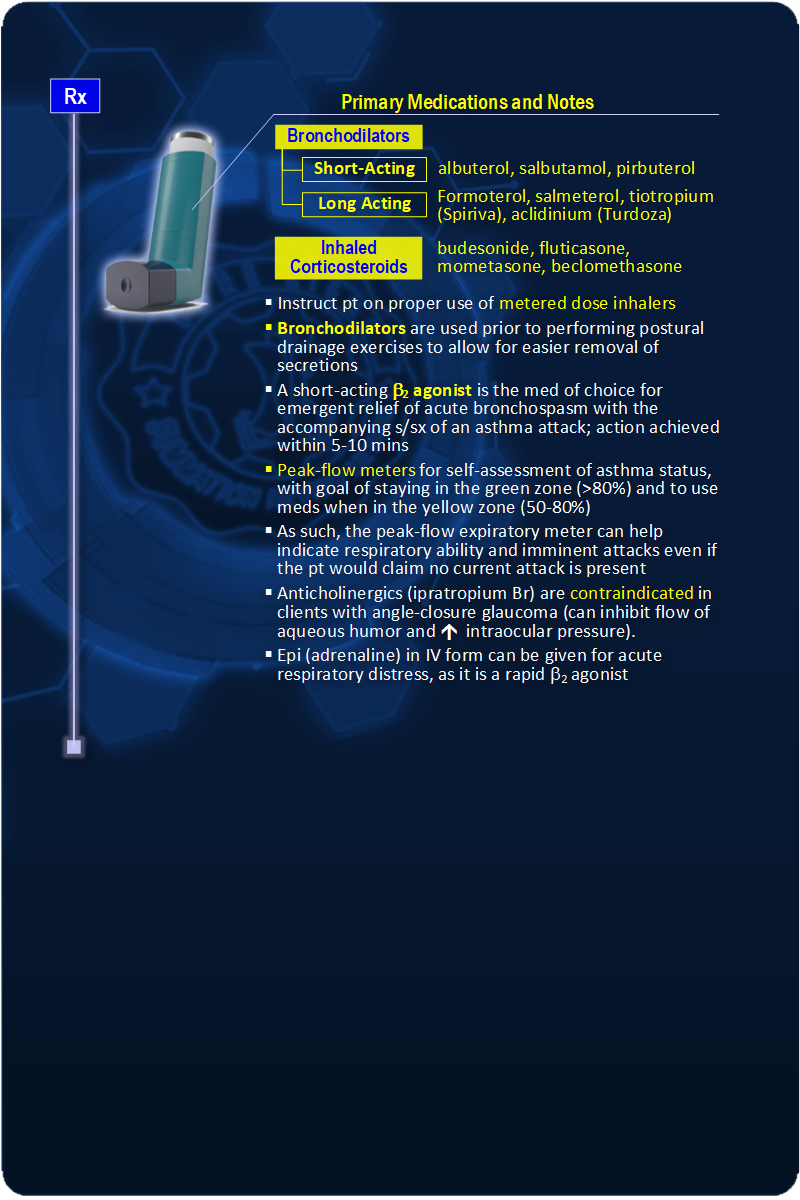 Rx
Primary Medications and Notes
Bronchodilators
Short-Acting
albuterol, salbutamol, pirbuterol
Long Acting
Formoterol, salmeterol, tiotropium
(Spiriva), aclidinium (Turdoza)
Inhaled
Corticosteroids
budesonide, fluticasone,
mometasone, beclomethasone
▪ Instruct pt on proper use of metered dose inhalers
▪ Bronchodilators are used prior to performing postural
drainage exercises to allow for easier removal of
secretions
▪ A short-acting β₂ agonist is the med of choice for
emergent relief of acute bronchospasm with the
accompanying s/sx of an asthma attack; action achieved
within 5-10 mins
▪ Peak-flow meters for self-assessment of asthma status,
with goal of staying in the green zone (>80%) and to use
meds when in the yellow zone (50-80%)
▪ As such, the peak-flow expiratory meter can help
indicate respiratory ability and imminent attacks even if
the pt would claim no current attack is present
▪ Anticholinergics (ipratropium Br) are contraindicated in
clients with angle-closure glaucoma (can inhibit flow of
aqueous humor and ↑ intraocular pressure).
▪ Epi (adrenaline) in IV form can be given for acute
respiratory distress, as it is a rapid β₂ agonist